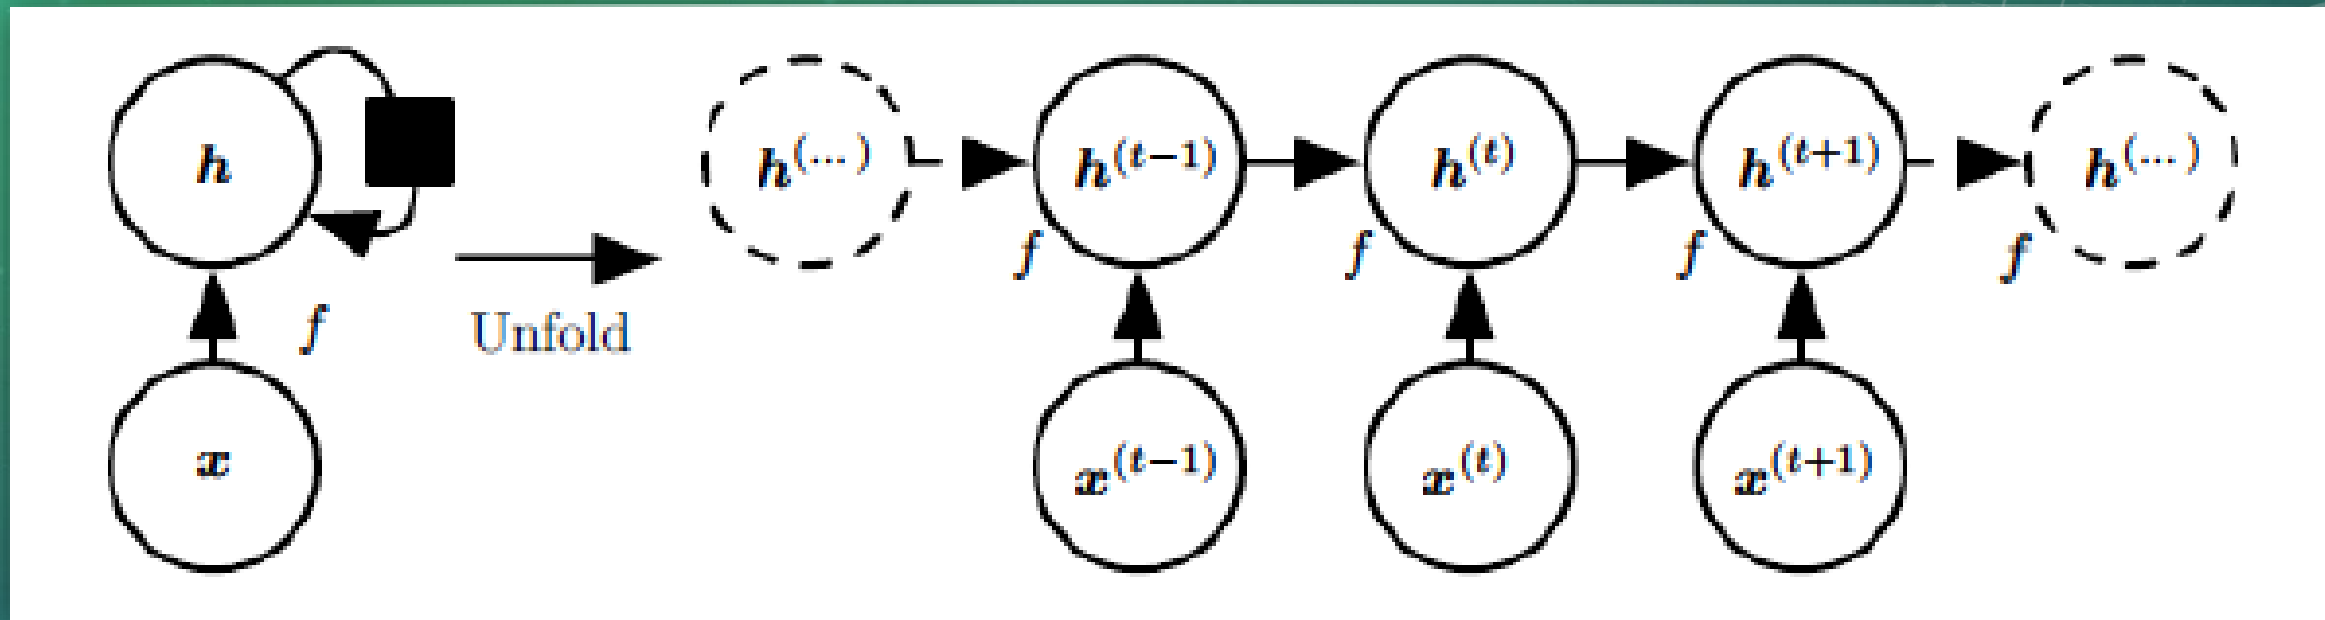 h h(...) h(t−1) h(t) h(t+1) h(...)
f f f f
f
Unfold
x x(t−1) x(t) x(t+1)